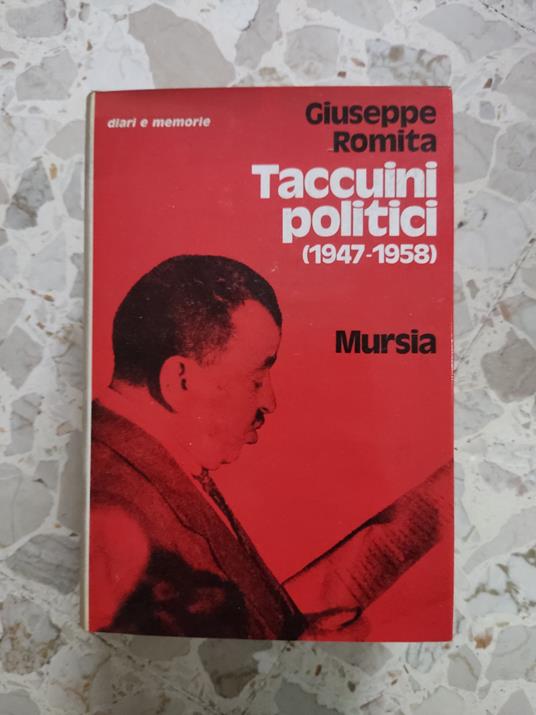 diari e memorie
Giuseppe
Romita
Taccuini
politici
(1947-1958)
Mursia